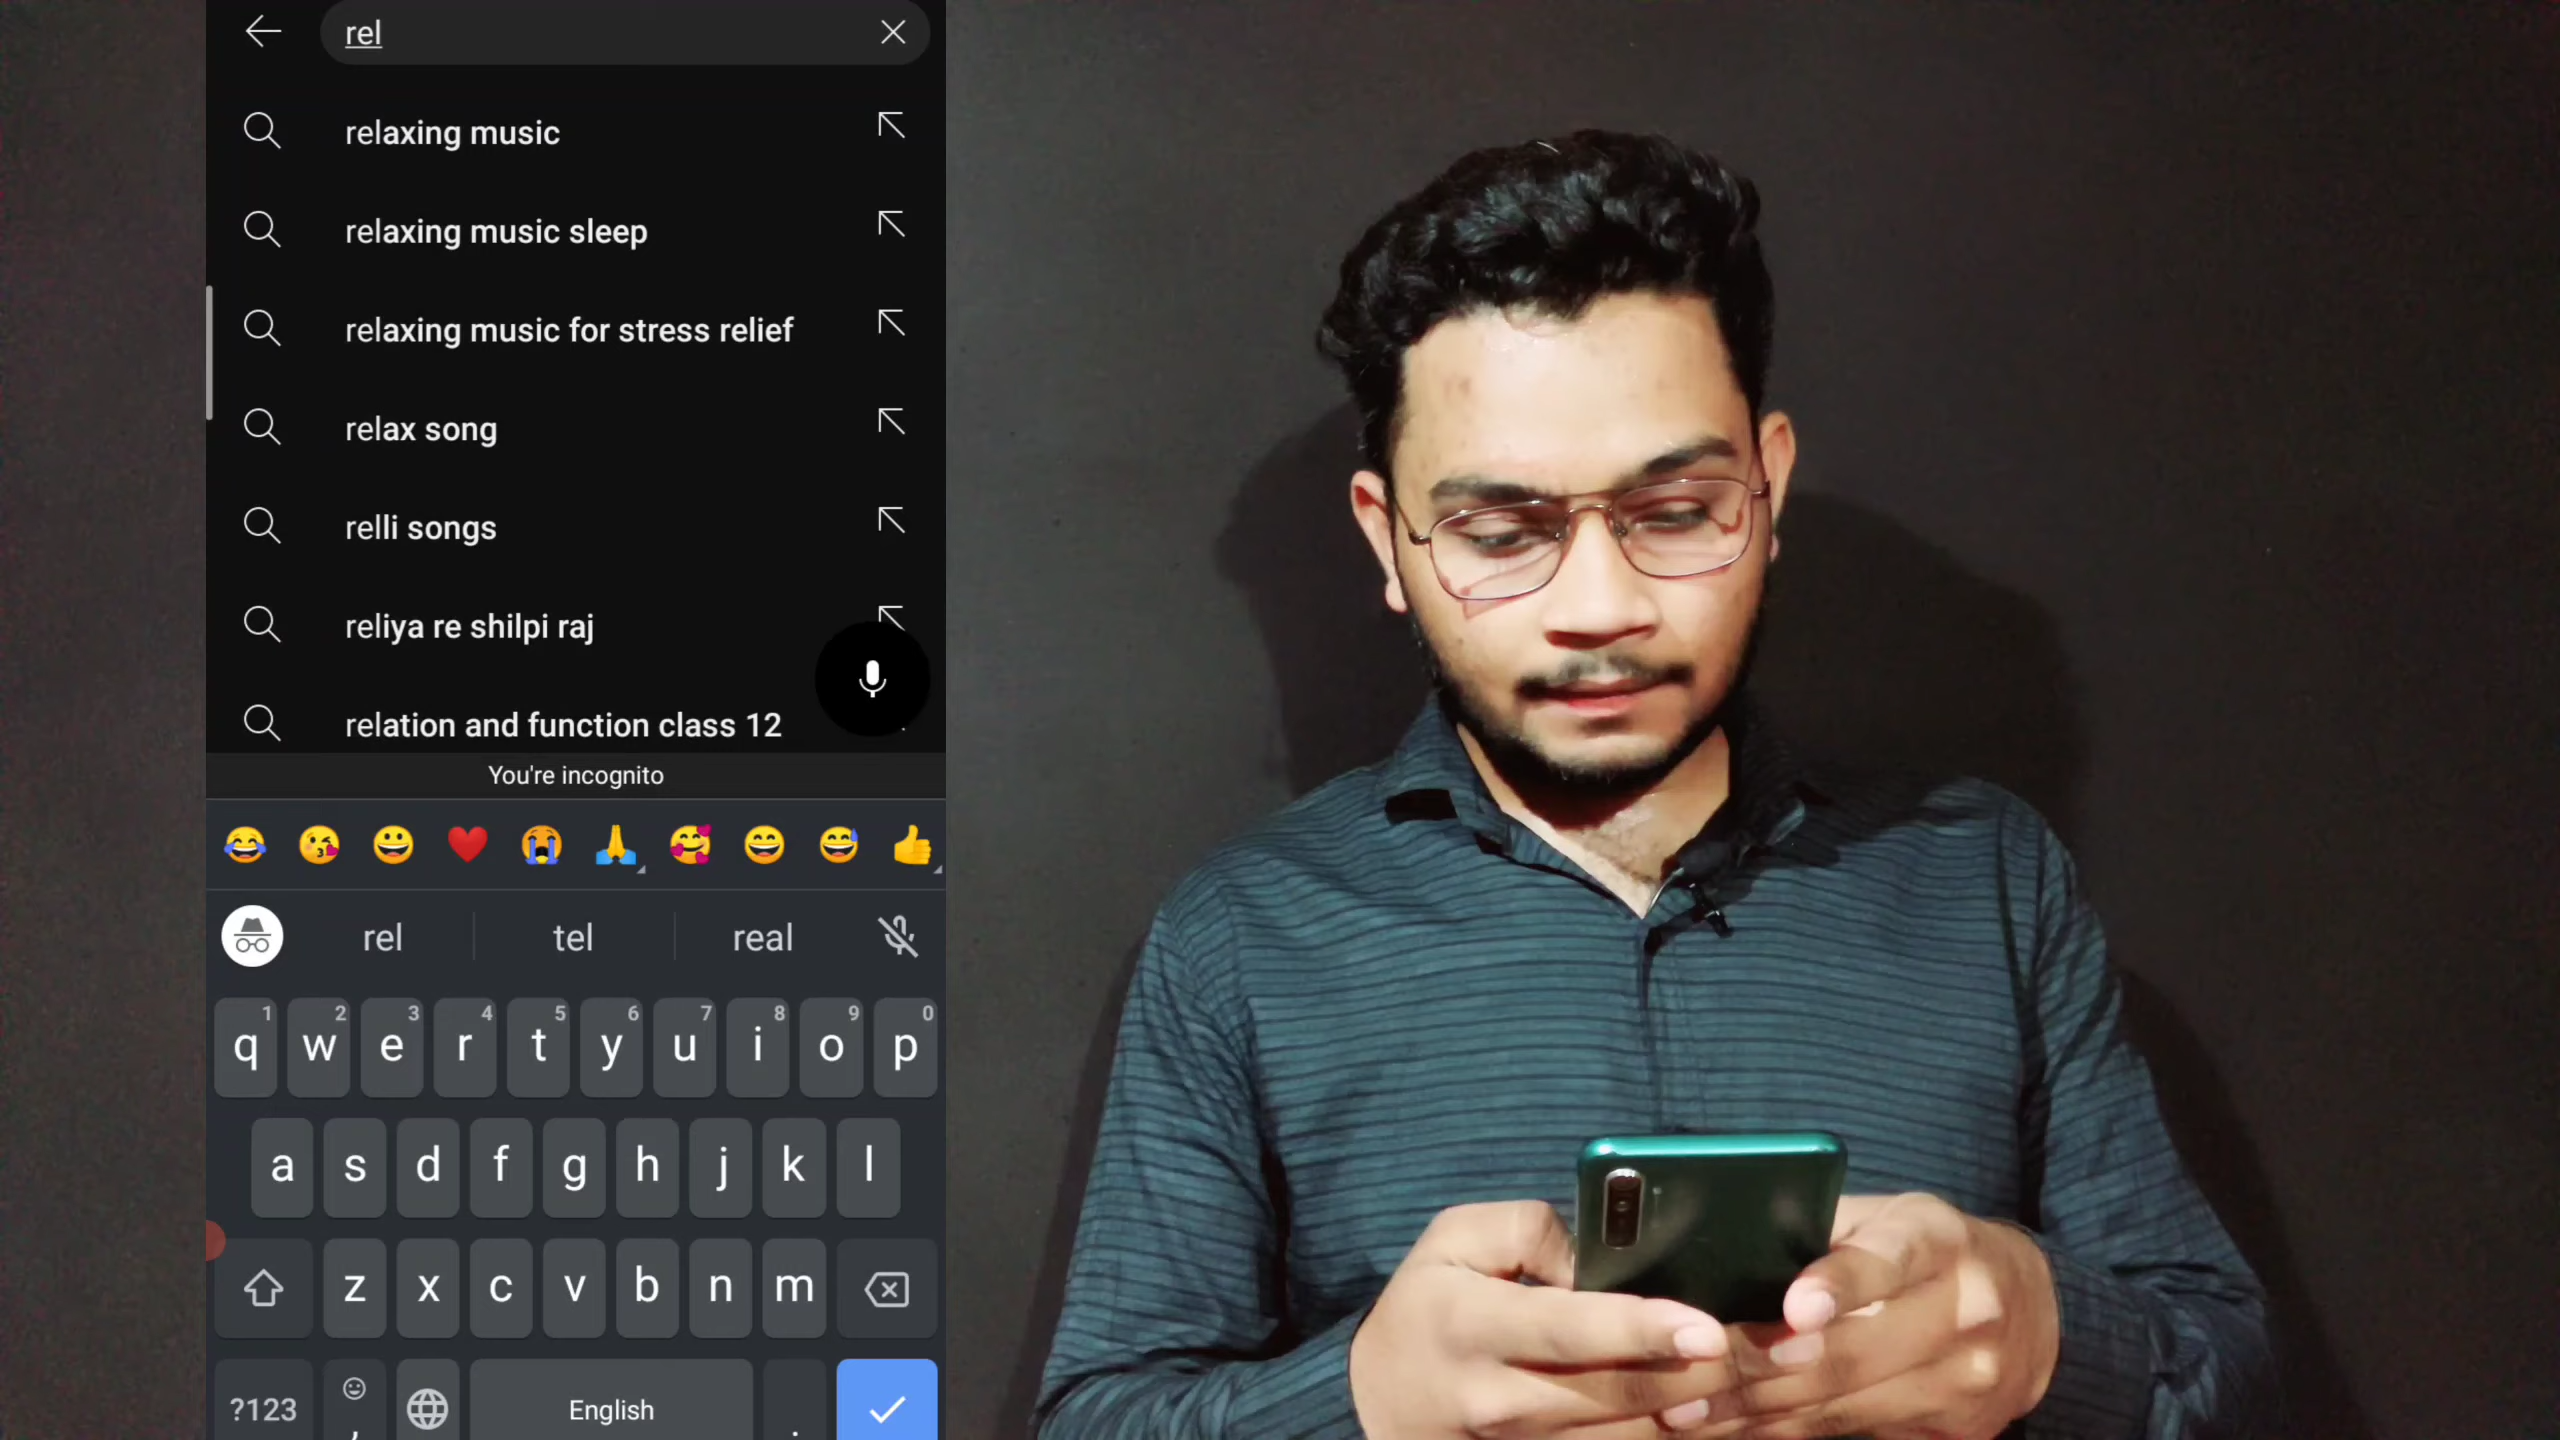 rel
relaxing music
relaxing music sleep
relaxing music for stress relief
relax song
relli songs
reliya re shilpi raj
relation and function class 12
You're incognito
rel tel real
1 2 3 4 5 6 7 8 9 0
q w e r t y u i o p
a s d f g h j k l
z x c v b n m
?123 , English .